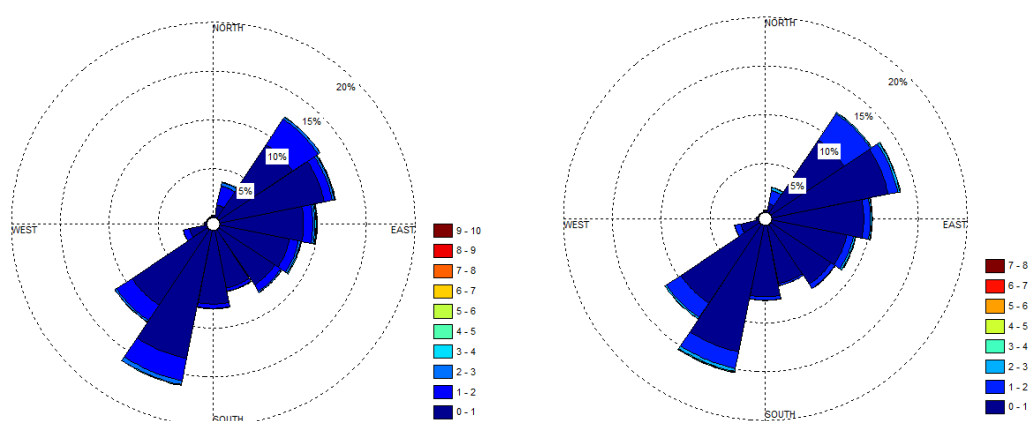 NORTH
20%
15%
10%
5%
WEST
EAST
SOUTH
9 - 10
8 - 9
7 - 8
6 - 7
5 - 6
4 - 5
3 - 4
2 - 3
1 - 2
0 - 1
NORTH
20%
15%
10%
5%
WEST
EAST
SOUTH
7 - 8
6 - 7
5 - 6
4 - 5
3 - 4
2 - 3
1 - 2
0 - 1